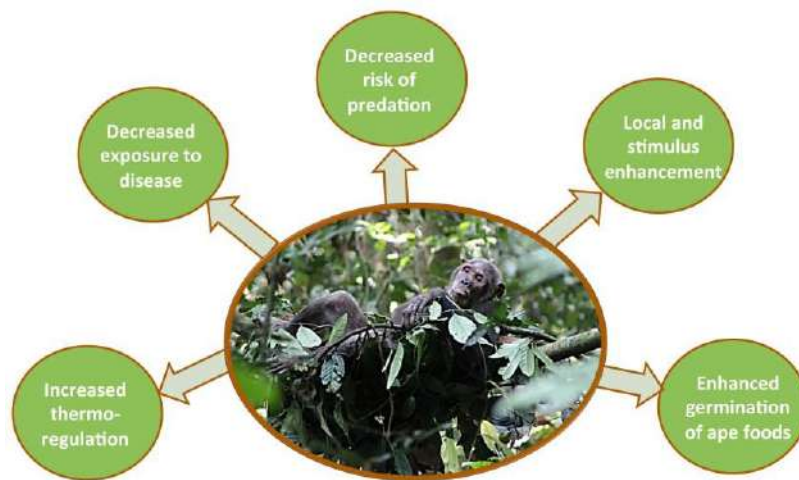 Decreased
risk of
predation
Decreased
exposure to
disease
Local and
stimulus
enhancement
Increased
thermo-
regulation
Enhanced
germination
of ape foods